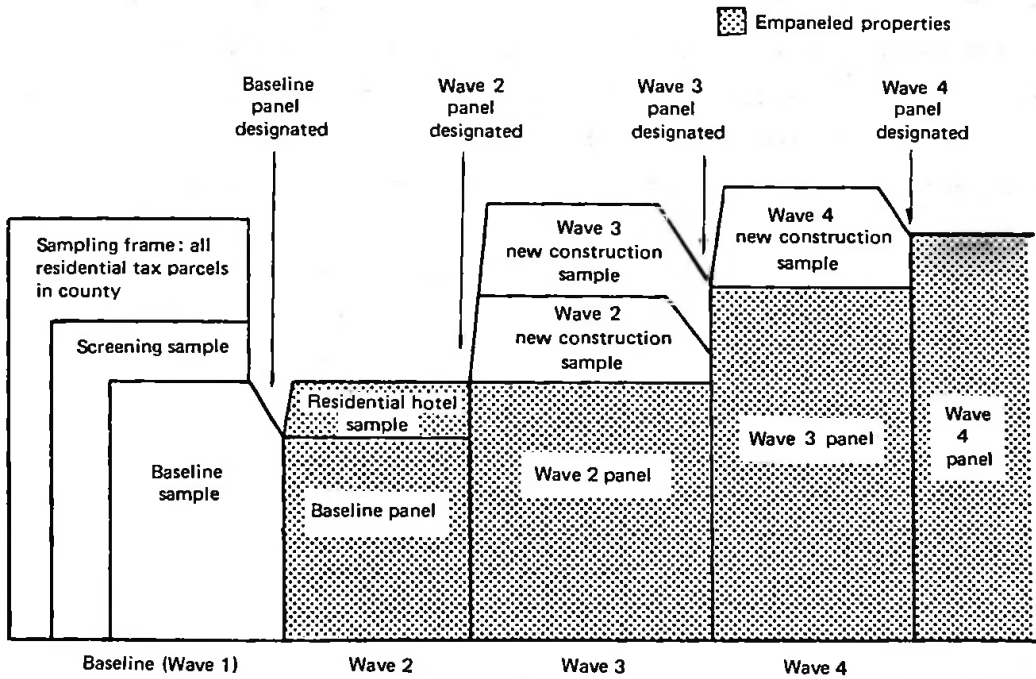 Empaneled properties
Baseline
panel
designated
Wave 2
panel
designated
Wave 3
panel
designated
Wave 4
panel
designated
Sampling frame: all
residential tax parcels
in county
Screening sample
Baseline
sample
Residential hotel
sample
Baseline panel
Wave 3
new construction
sample
Wave 2
new construction
sample
Wave 2 panel
Wave 4
new construction
sample
Wave 3 panel
Wave
4
panel
Baseline (Wave 1)
Wave 2
Wave 3
Wave 4